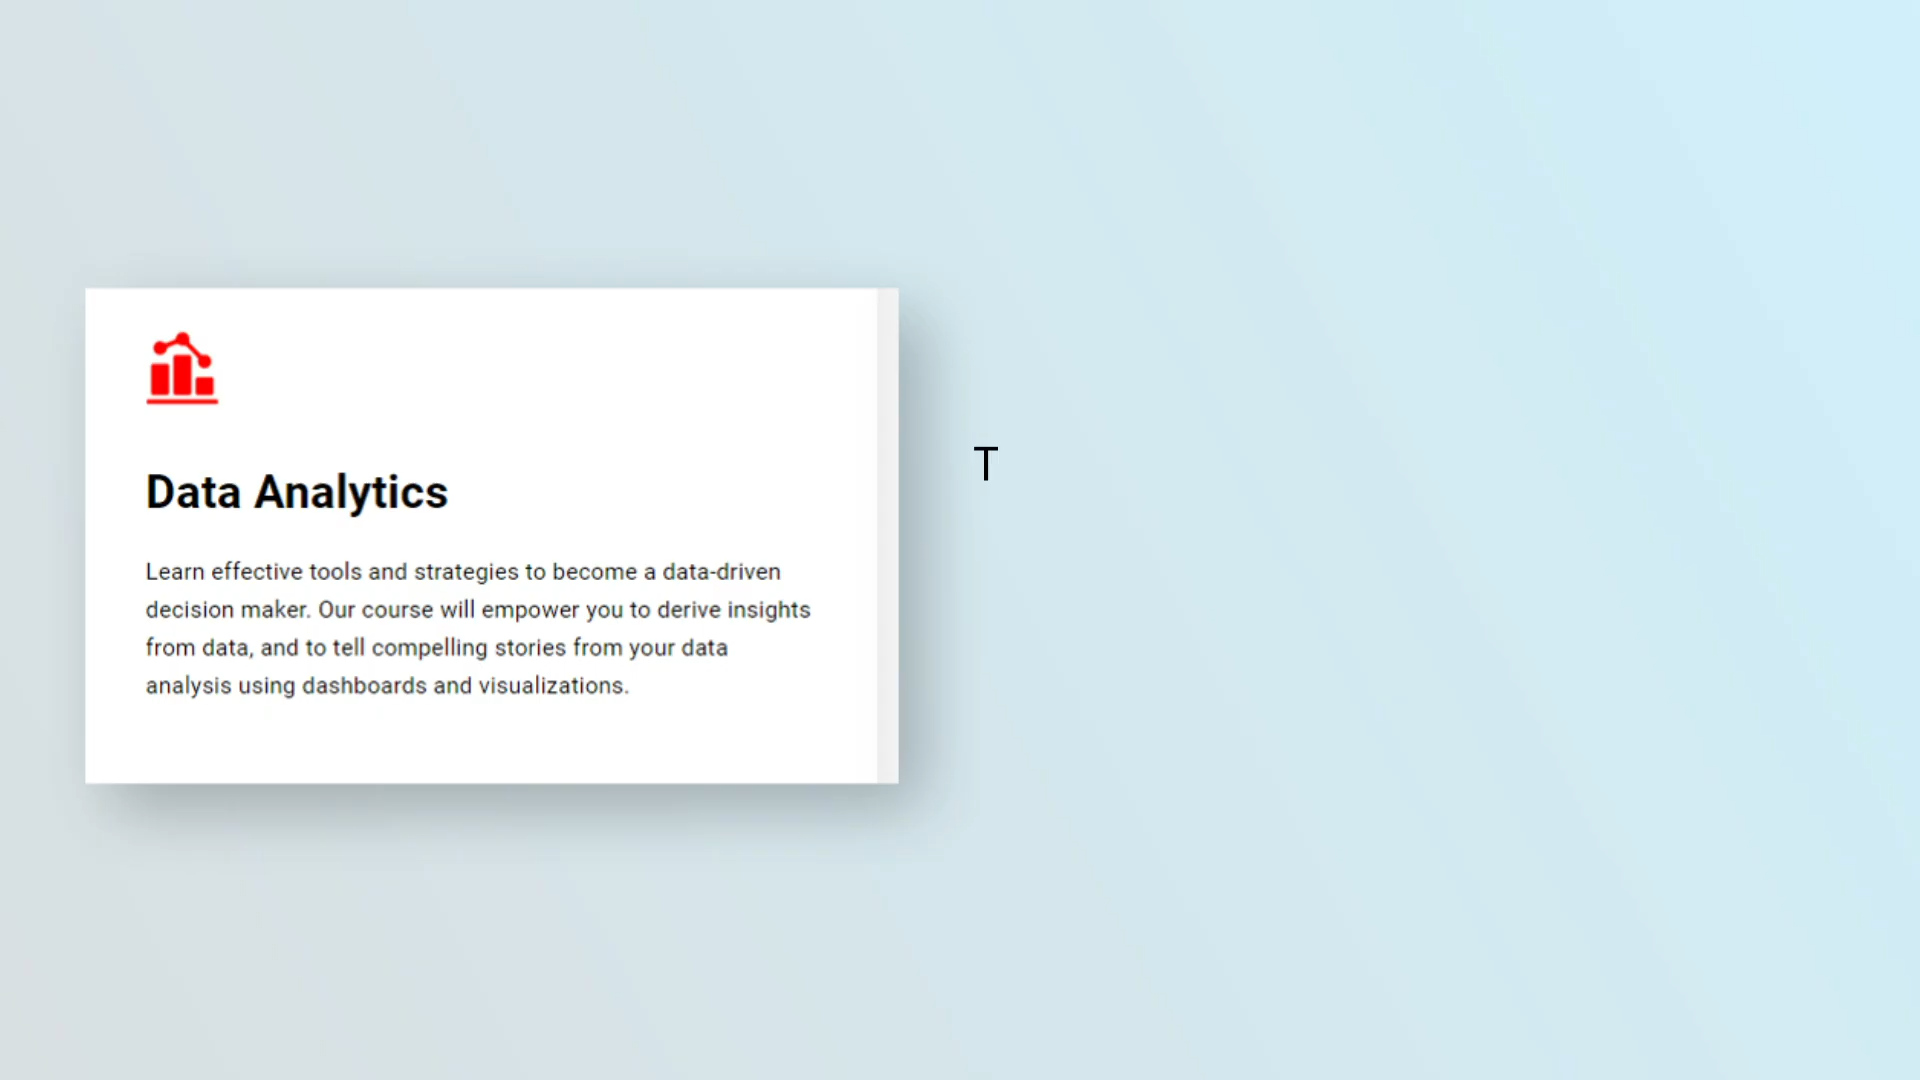 Data Analytics
Learn effective tools and strategies to become a data-driven
decision maker. Our course will empower you to derive insights
from data, and to tell compelling stories from your data
analysis using dashboards and visualizations.
T